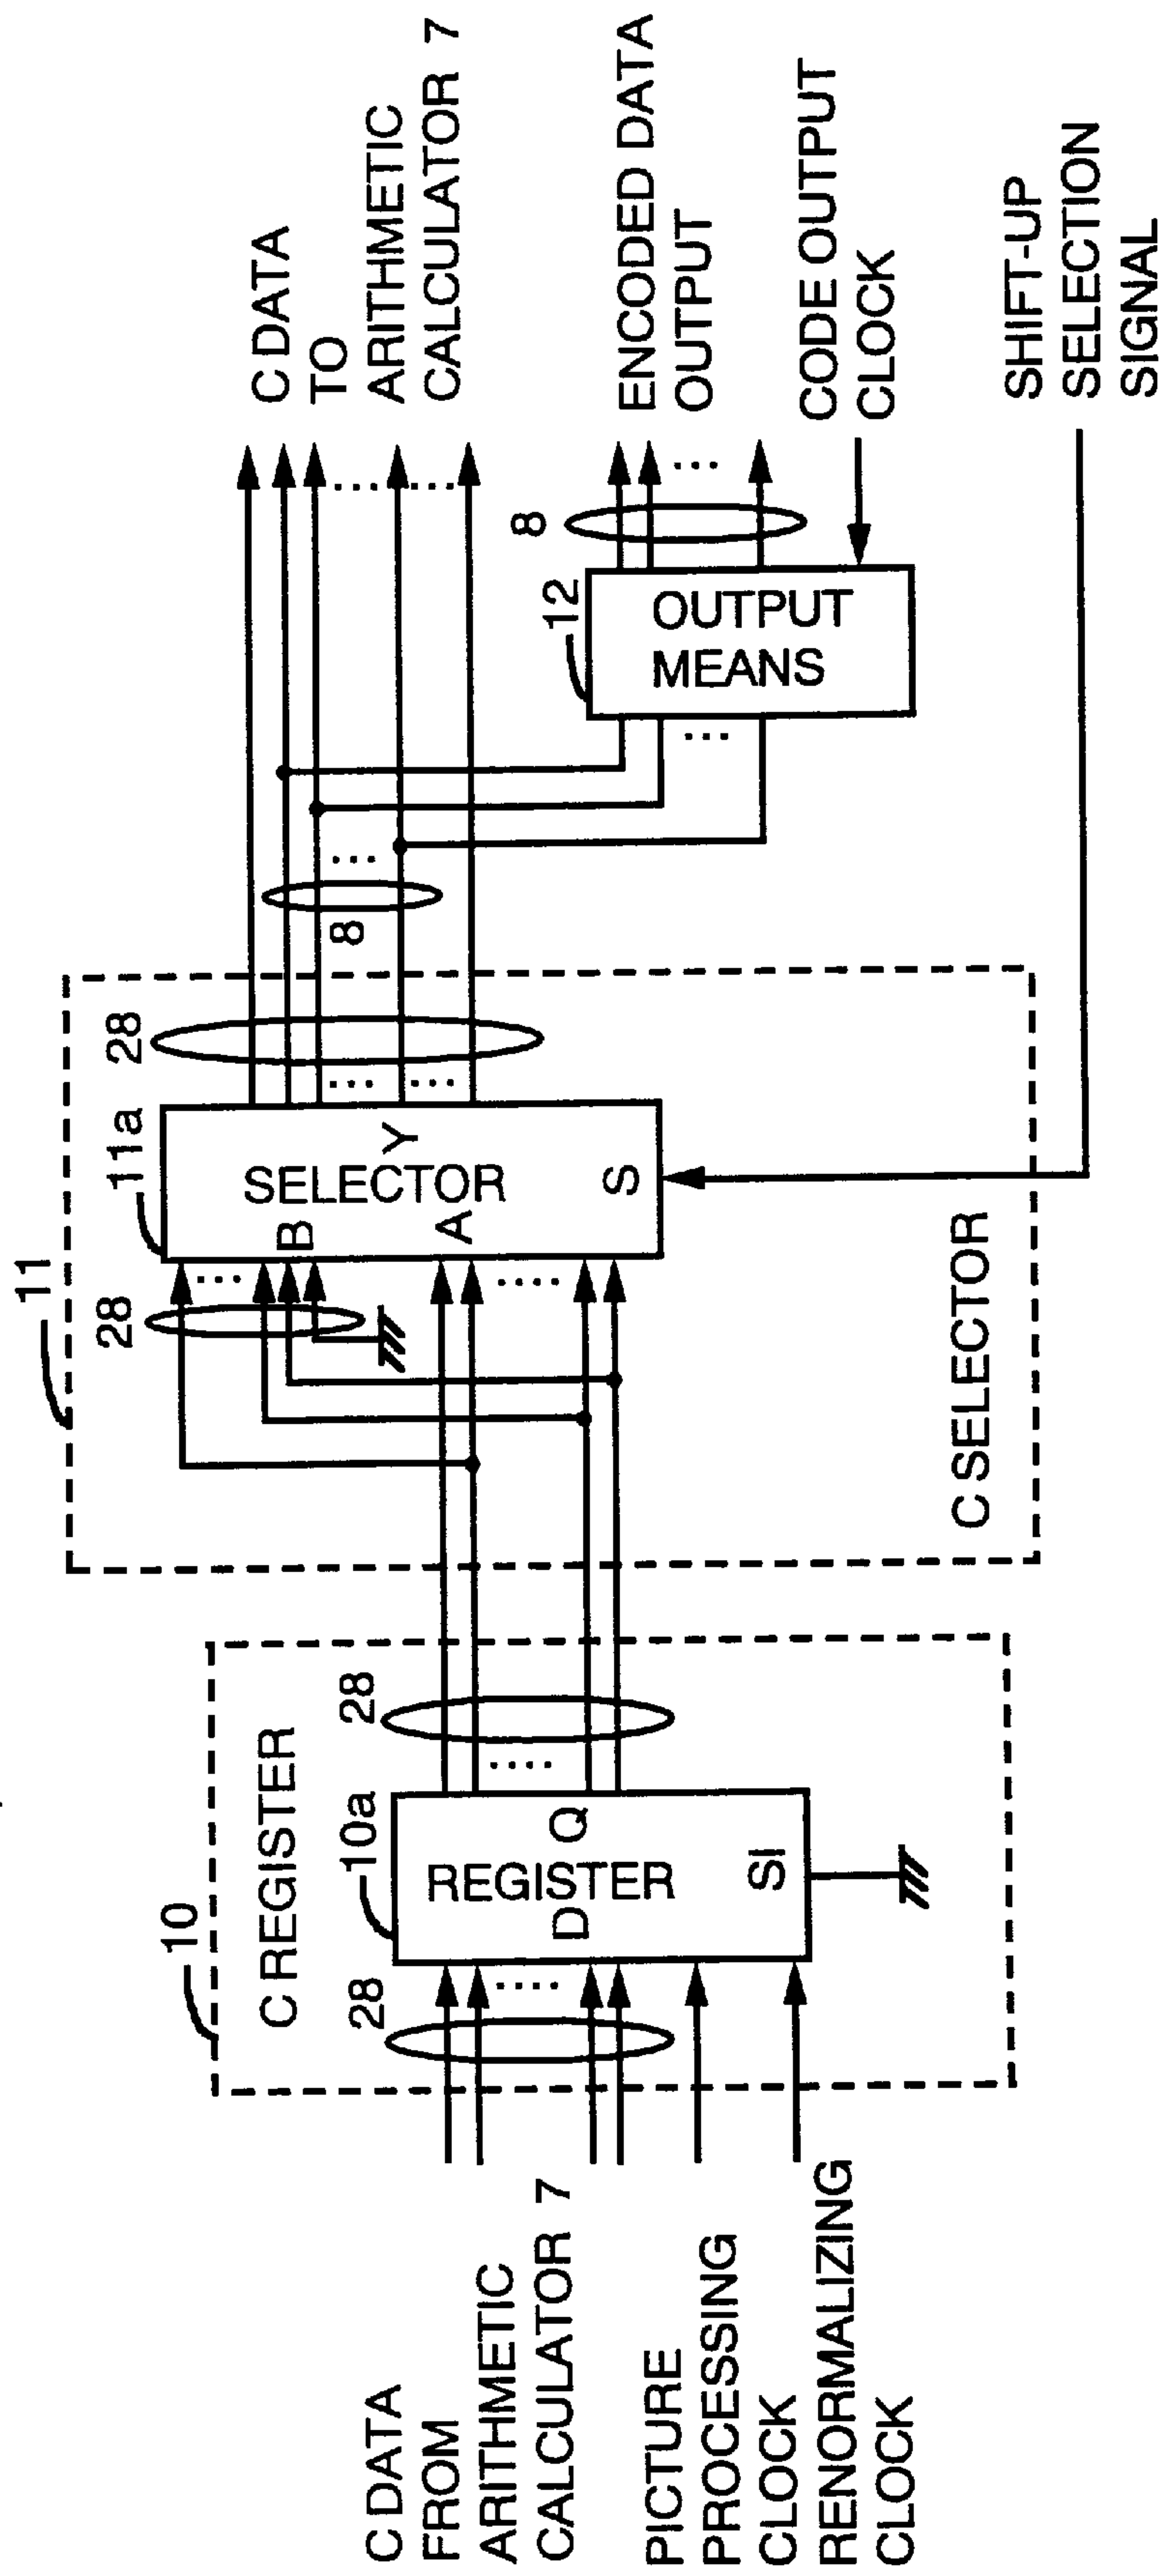 C DATA
FROM
ARITHMETIC
CALCULATOR 7
PICTURE
PROCESSING
CLOCK
RENORMALIZING
CLOCK
10
C REGISTER
28
10a
D
REGISTER
Q
SI
28
11
28
11a
B
A
SELECTOR
Y
S
28
C SELECTOR
8
12
OUTPUT
MEANS
8
C DATA
TO
ARITHMETIC
CALCULATOR 7
ENCODED DATA
OUTPUT
CODE OUTPUT
CLOCK
SHIFT-UP
SELECTION
SIGNAL